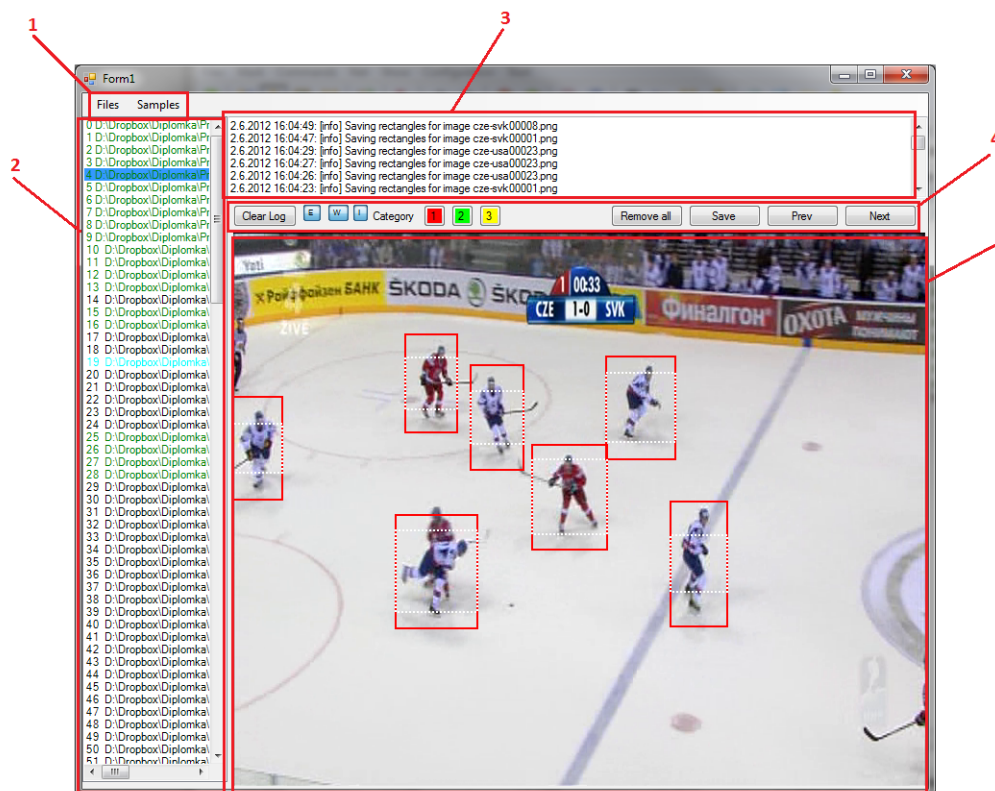 1
3
Form1
Files Samples
2
4
0 D:\Dropbox\Diplomka\Pr
1 D:\Dropbox\Diplomka\Pr
2 D:\Dropbox\Diplomka\Pr
3 D:\Dropbox\Diplomka\Pr
4 D:\Dropbox\Diplomka\Pr
5 D:\Dropbox\Diplomka\Pr
6 D:\Dropbox\Diplomka\Pr
7 D:\Dropbox\Diplomka\Pr
8 D:\Dropbox\Diplomka\Pr
9 D:\Dropbox\Diplomka\Pr
10 D:\Dropbox\Diplomka\
11 D:\Dropbox\Diplomka\
12 D:\Dropbox\Diplomka\
13 D:\Dropbox\Diplomka\
14 D:\Dropbox\Diplomka\
15 D:\Dropbox\Diplomka\
16 D:\Dropbox\Diplomka\
17 D:\Dropbox\Diplomka\
18 D:\Dropbox\Diplomka\
19 D:\Dropbox\Diplomka\
20 D:\Dropbox\Diplomka\
21 D:\Dropbox\Diplomka\
22 D:\Dropbox\Diplomka\
23 D:\Dropbox\Diplomka\
24 D:\Dropbox\Diplomka\
25 D:\Dropbox\Diplomka\
26 D:\Dropbox\Diplomka\
27 D:\Dropbox\Diplomka\
28 D:\Dropbox\Diplomka\
29 D:\Dropbox\Diplomka\
30 D:\Dropbox\Diplomka\
31 D:\Dropbox\Diplomka\
32 D:\Dropbox\Diplomka\
33 D:\Dropbox\Diplomka\
34 D:\Dropbox\Diplomka\
35 D:\Dropbox\Diplomka\
36 D:\Dropbox\Diplomka\
37 D:\Dropbox\Diplomka\
38 D:\Dropbox\Diplomka\
39 D:\Dropbox\Diplomka\
40 D:\Dropbox\Diplomka\
41 D:\Dropbox\Diplomka\
42 D:\Dropbox\Diplomka\
43 D:\Dropbox\Diplomka\
44 D:\Dropbox\Diplomka\
45 D:\Dropbox\Diplomka\
46 D:\Dropbox\Diplomka\
47 D:\Dropbox\Diplomka\
48 D:\Dropbox\Diplomka\
49 D:\Dropbox\Diplomka\
50 D:\Dropbox\Diplomka\
51 D:\Dropbox\Diplomka\
2.6.2012 16:04:49: [info] Saving rectangles for image cze-svk00008.png
2.6.2012 16:04:47: [info] Saving rectangles for image cze-svk00001.png
2.6.2012 16:04:29: [info] Saving rectangles for image cze-usa00023.png
2.6.2012 16:04:27: [info] Saving rectangles for image cze-usa00023.png
2.6.2012 16:04:26: [info] Saving rectangles for image cze-usa00023.png
2.6.2012 16:04:23: [info] Saving rectangles for image cze-svk00001.png
Clear Log E W I Category 1 2 3 Remove all Save Prev Next
Yeti
Райффайзен БАНК ŠKODA ŠKO
ŽIVE
1 00:33
CZE 1-0 SVK
Финалгон
ОХОТА МУЖЧИНЫ
ПОНИМАЮТ